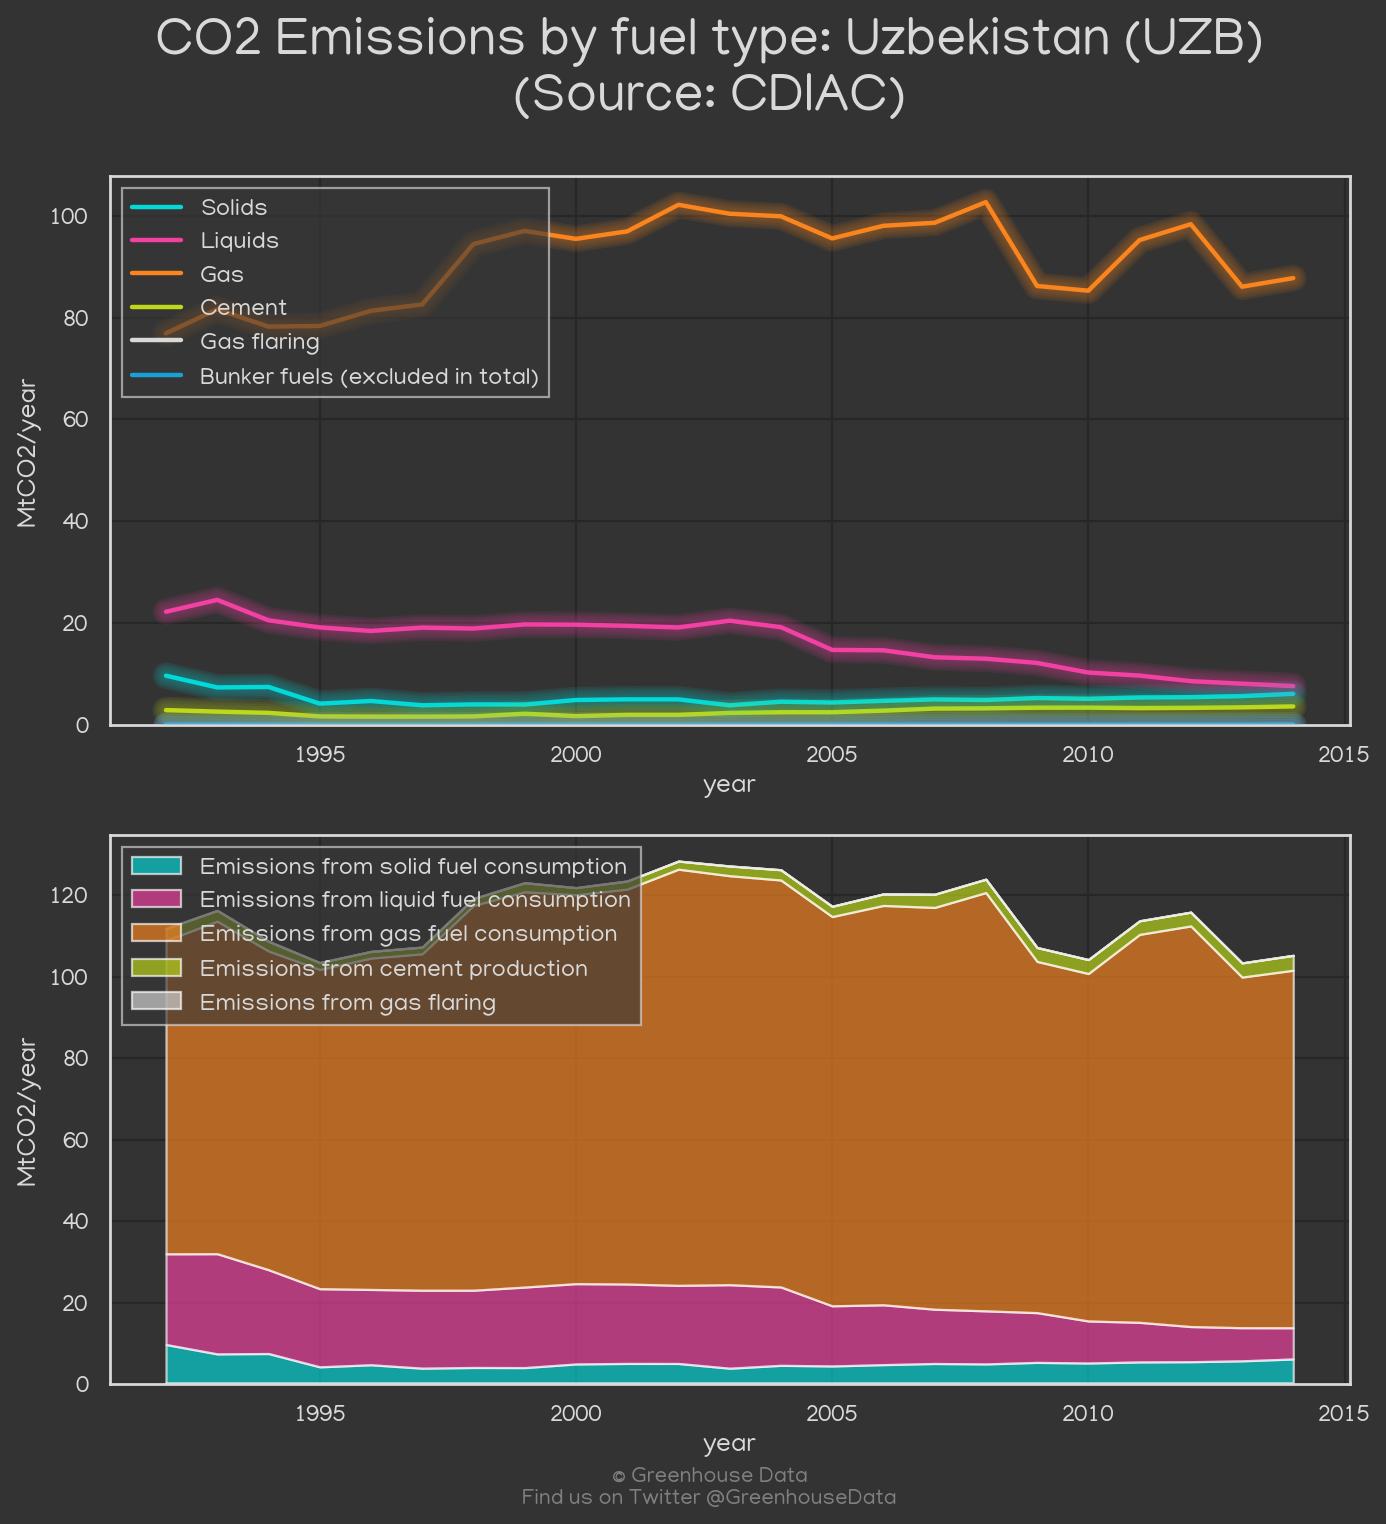 CO2 Emissions by fuel type: Uzbekistan (UZB)
(Source: CDIAC)
Solids
Liquids
Gas
Cement
Gas flaring
Bunker fuels (excluded in total)
100
80
60
40
20
0
MtCO2/year
1995 2000 2005 2010 2015
year
Emissions from solid fuel consumption
Emissions from liquid fuel consumption
Emissions from gas fuel consumption
Emissions from cement production
Emissions from gas flaring
120
100
80
60
40
20
0
MtCO2/year
1995 2000 2005 2010 2015
year
© Greenhouse Data
Find us on Twitter @GreenhouseData